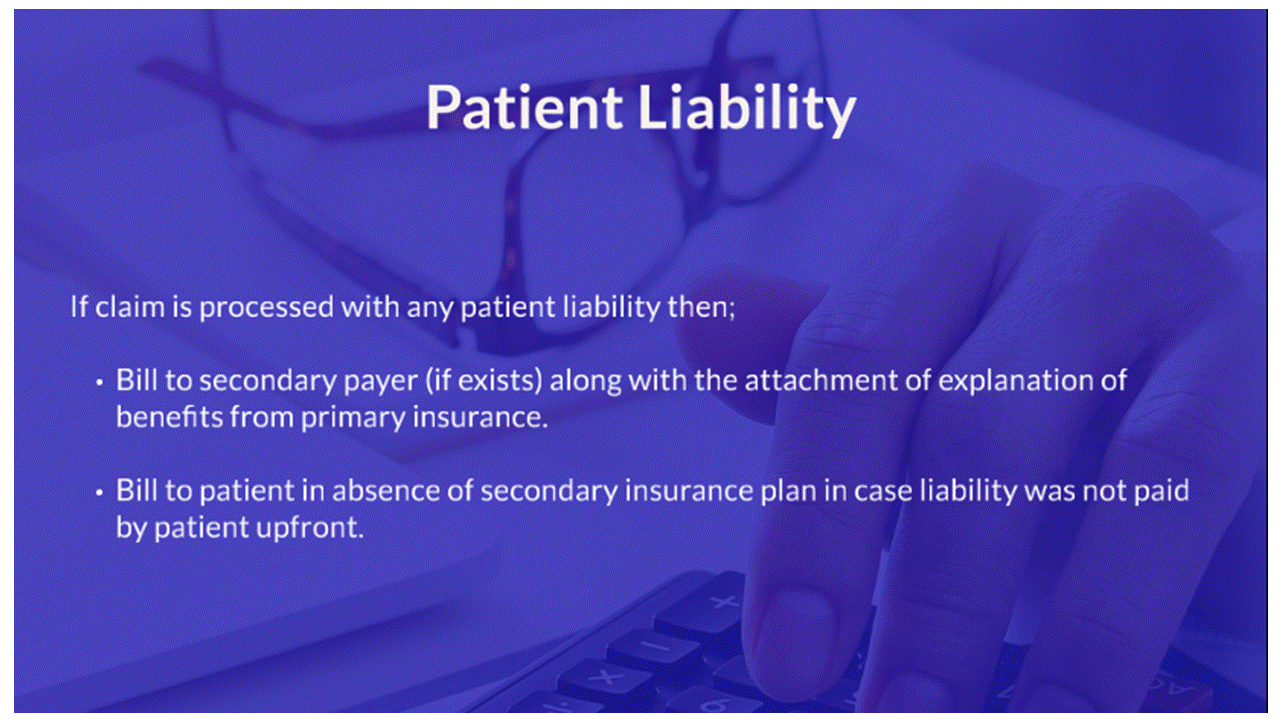 Patient Liability
If claim is processed with any patient liability then;
• Bill to secondary payer (if exists) along with the attachment of explanation of
benefits from primary insurance.
• Bill to patient in absence of secondary insurance plan in case liability was not paid
by patient upfront.
+
−
×
÷
6
AC